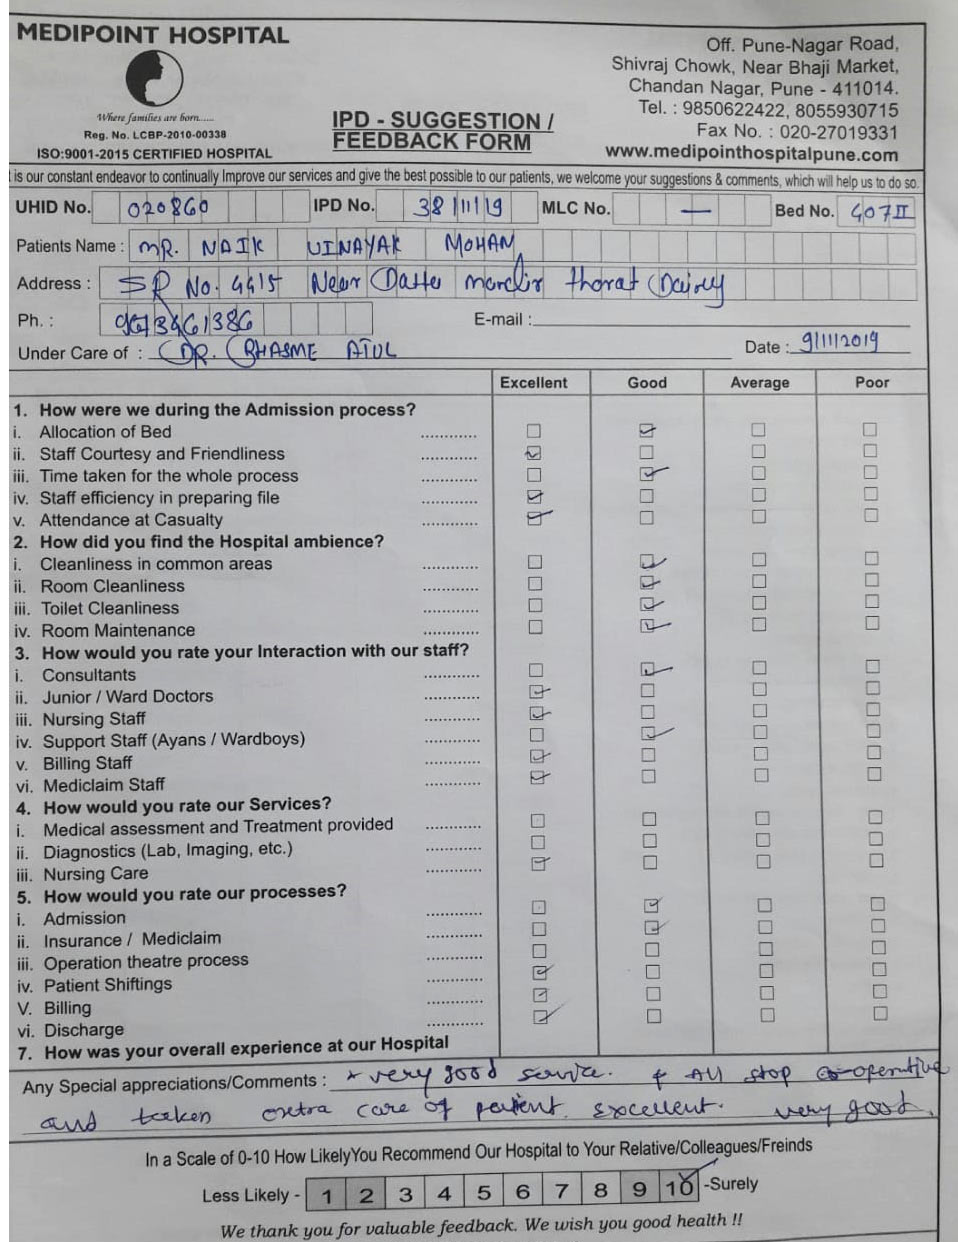 MEDIPOINT HOSPITAL
Where families are born.....
Reg. No. LCBP-2010-00338
ISO:9001-2015 CERTIFIED HOSPITAL
IPD - SUGGESTION /
FEEDBACK FORM
Off. Pune-Nagar Road,
Shivraj Chowk, Near Bhaji Market,
Chandan Nagar, Pune - 411014.
Tel. : 9850622422, 8055930715
Fax No. : 020-27019331
www.medipointhospitalpune.com
t is our constant endeavor to continually Improve our services and give the best possible to our patients, we welcome your suggestions & comments, which will help us to do so.
UHID No. 020860 IPD No. 38/11/19 MLC No. — Bed No. 407 II
Patients Name : MR. NAIK VINAYAK MOHAN
Address : SR No. 4415 Near Datta mandir thorat Dairy
Ph. : E-mail :
Under Care of : DR. BHASME ATUL Date : 9/11/2019
Excellent Good Average Poor
1. How were we during the Admission process?
i. Allocation of Bed ............
ii. Staff Courtesy and Friendliness ............
iii. Time taken for the whole process ............
iv. Staff efficiency in preparing file ............
v. Attendance at Casualty ............
2. How did you find the Hospital ambience?
i. Cleanliness in common areas ............
ii. Room Cleanliness ............
iii. Toilet Cleanliness ............
iv. Room Maintenance ............
3. How would you rate your Interaction with our staff?
i. Consultants ............
ii. Junior / Ward Doctors ............
iii. Nursing Staff ............
iv. Support Staff (Ayans / Wardboys) ............
v. Billing Staff ............
vi. Mediclaim Staff ............
4. How would you rate our Services?
i. Medical assessment and Treatment provided ............
ii. Diagnostics (Lab, Imaging, etc.) ............
iii. Nursing Care ............
5. How would you rate our processes?
i. Admission ............
ii. Insurance / Mediclaim ............
iii. Operation theatre process ............
iv. Patient Shiftings ............
V. Billing ............
vi. Discharge ............
7. How was your overall experience at our Hospital
Any Special appreciations/Comments : * very good service. & All stop co-operative
and taken extra care of patient. excellent. very good.
In a Scale of 0-10 How LikelyYou Recommend Our Hospital to Your Relative/Colleagues/Freinds
Less Likely - 1 2 3 4 5 6 7 8 9 10 -Surely
We thank you for valuable feedback. We wish you good health !!